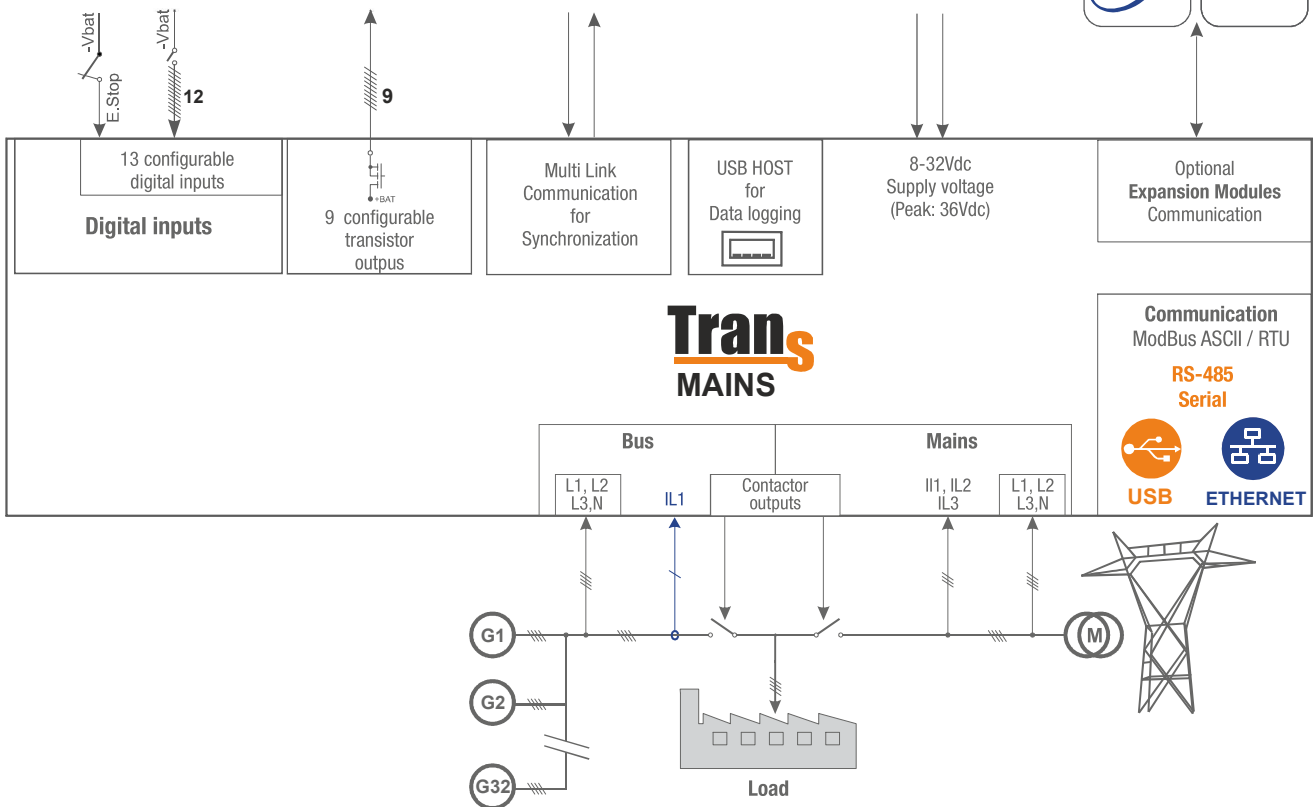 -Vbat
-Vbat
E.Stop
12
9
13 configurable
digital inputs
Digital inputs
+BAT
9 configurable
transistor
outpus
Multi Link
Communication
for
Synchronization
USB HOST
for
Data logging
8-32Vdc
Supply voltage
(Peak: 36Vdc)
Optional
Expansion Modules
Communication
Trans
MAINS
Communication
ModBus ASCII / RTU
RS-485
Serial
USB
ETHERNET
Bus
Mains
L1, L2
L3,N
IL1
Contactor
outputs
Il1, IL2
IL3
L1, L2
L3,N
G1
M
G2
G32
Load